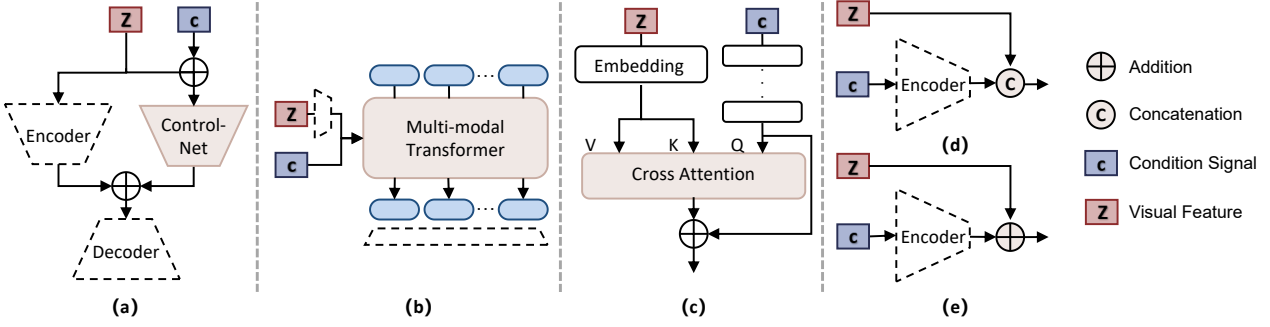 Z
c
Encoder
Control-
Net
Decoder
(a)
Z
c
···
Multi-modal
Transformer
···
(b)
Z
c
Embedding
V
K
Q
Cross Attention
(c)
Z
c
Encoder
C
(d)
Z
c
Encoder
(e)
Addition
C
Concatenation
c
Condition Signal
Z
Visual Feature